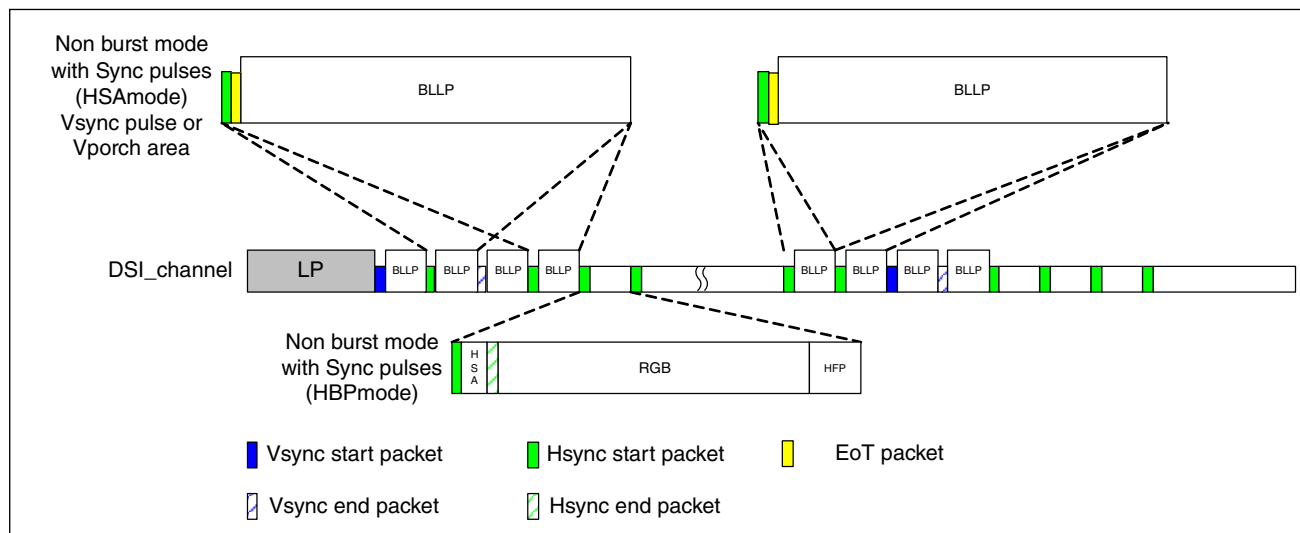 Non burst mode
with Sync pulses
(HSAmode)
Vsync pulse or
Vporch area
BLLP
BLLP
DSI_channel
LP
BLLP
BLLP
BLLP
BLLP
BLLP
BLLP
BLLP
BLLP
Non burst mode
with Sync pulses
(HBPmode)
H
S
A
RGB
HFP
Vsync start packet
Hsync start packet
EoT packet
Vsync end packet
Hsync end packet